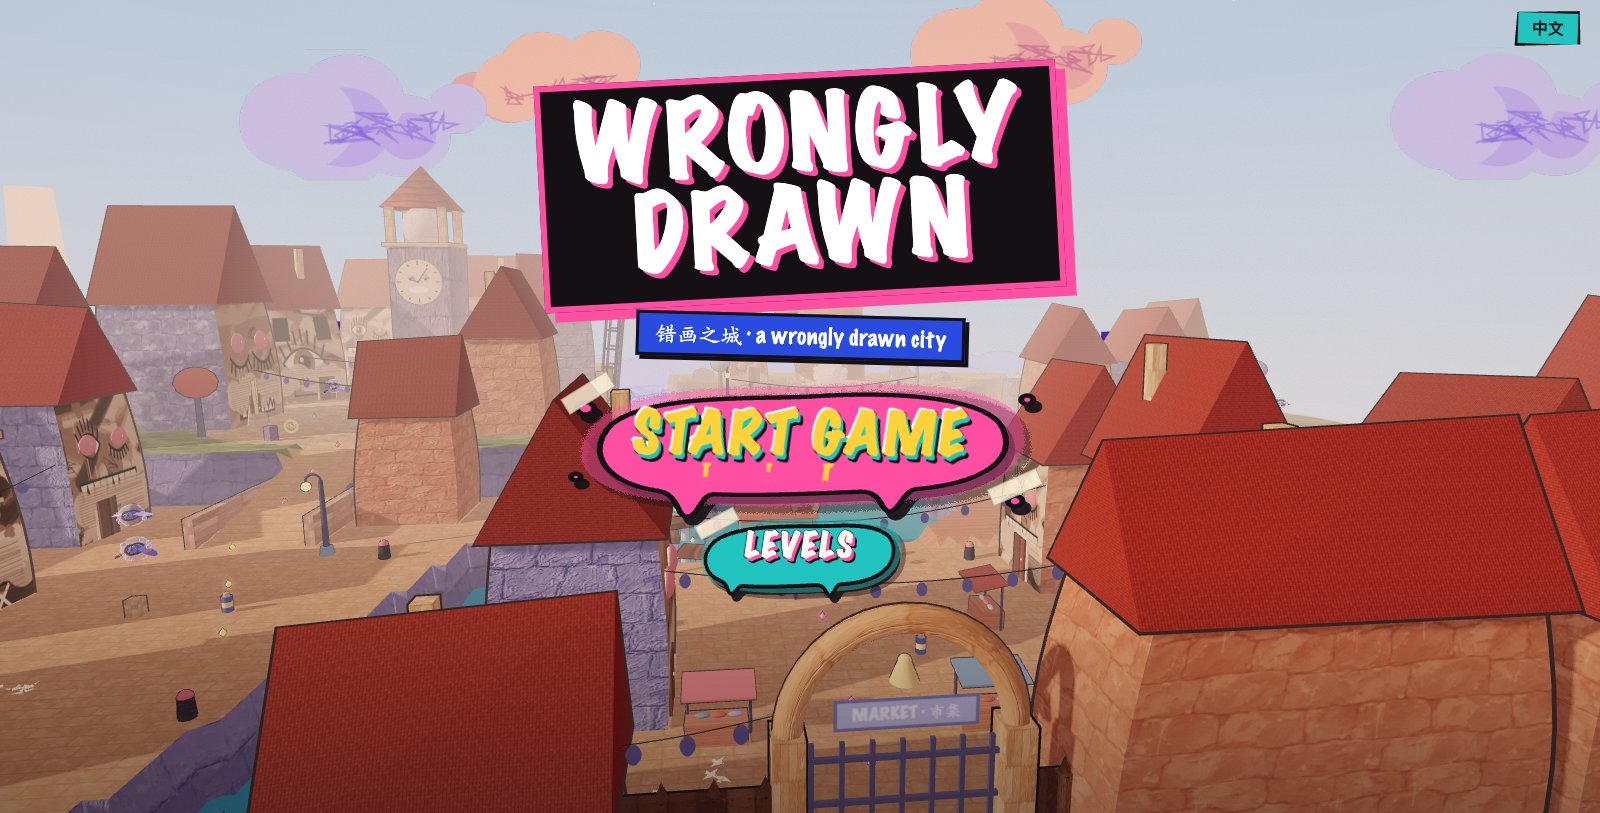 中文
WRONGLY
DRAWN
错画之城 · a wrongly drawn city
START GAME
LEVELS
MARKET · 市集